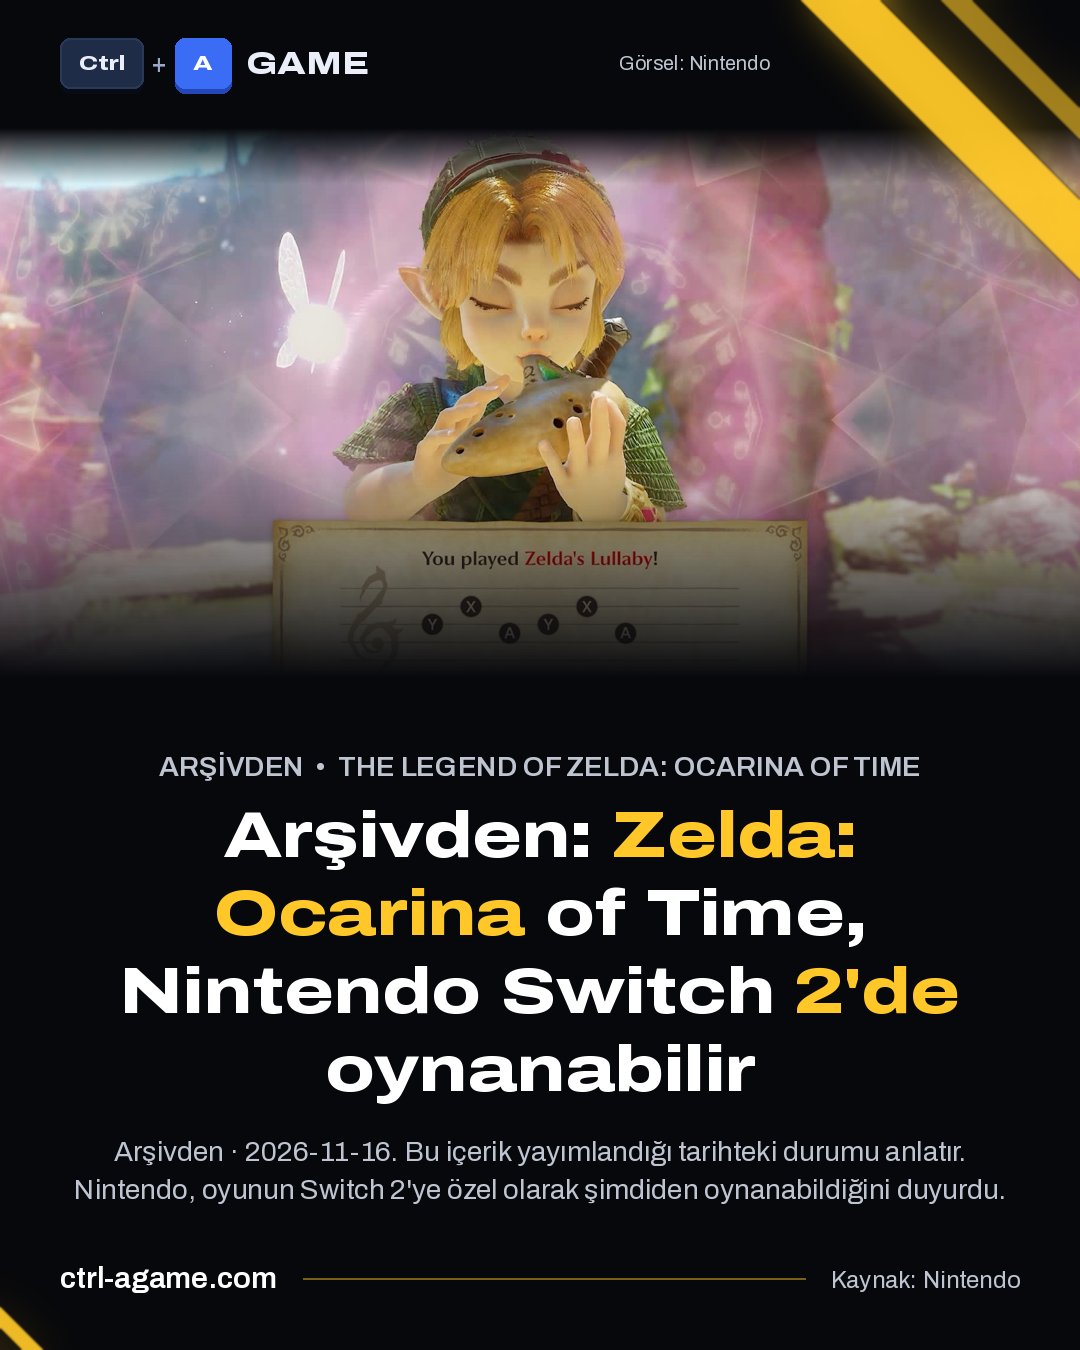 Ctrl + A GAME
Görsel: Nintendo
You played Zelda's Lullaby!
Y X A Y X A
ARŞİVDEN • THE LEGEND OF ZELDA: OCARINA OF TIME
Arşivden: Zelda:
Ocarina of Time,
Nintendo Switch 2'de
oynanabilir
Arşivden · 2026-11-16. Bu içerik yayımlandığı tarihteki durumu anlatır.
Nintendo, oyunun Switch 2'ye özel olarak şimdiden oynanabildiğini duyurdu.
ctrl-agame.com
Kaynak: Nintendo